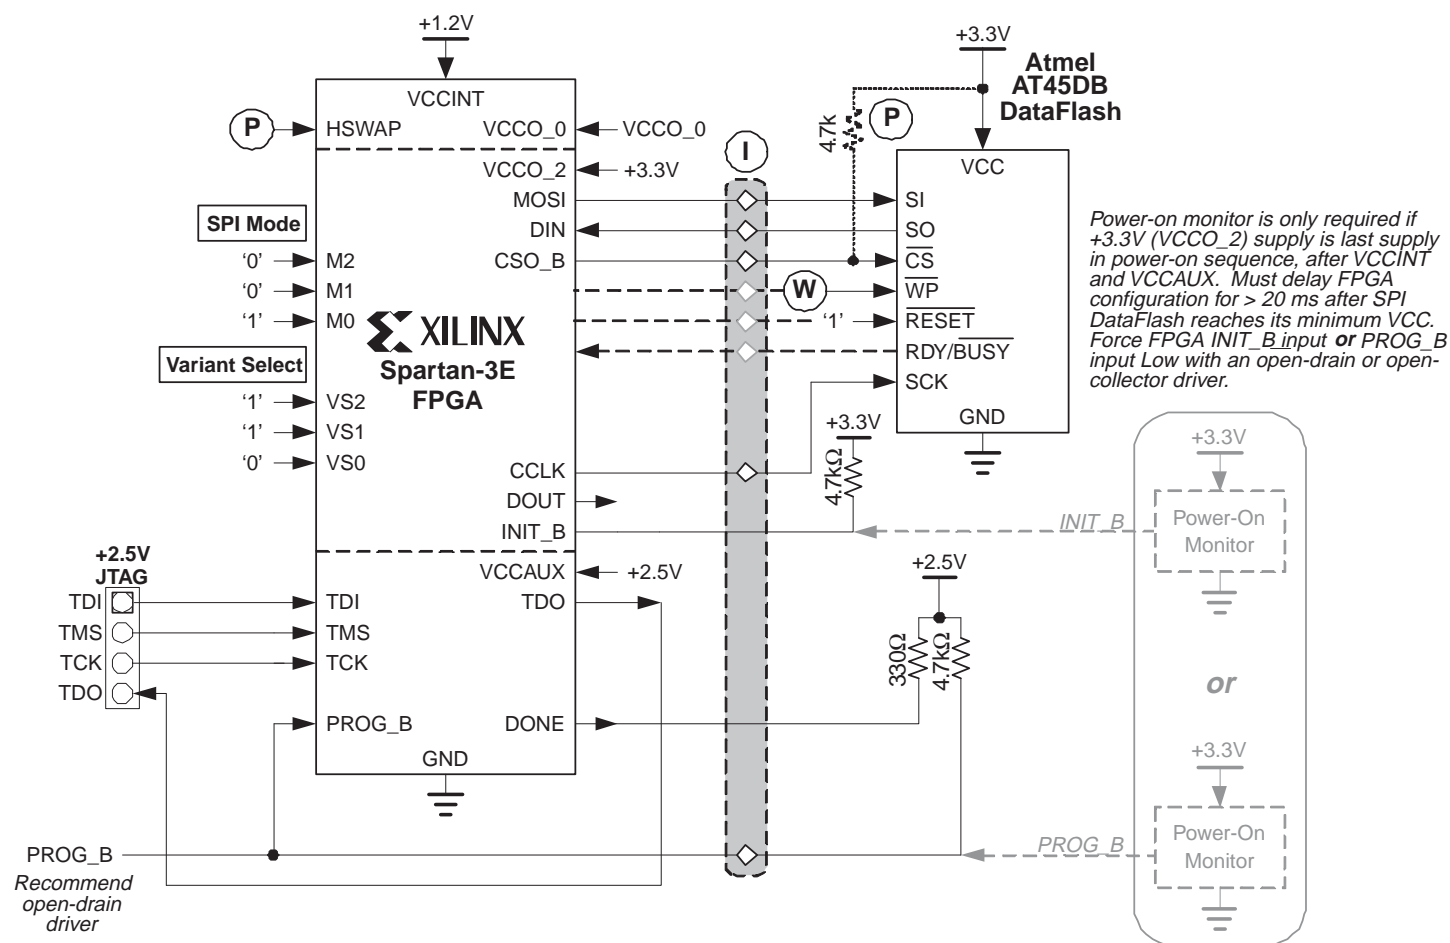 +1.2V
+3.3V
Atmel
AT45DB
DataFlash
VCCINT
P
HSWAP
VCCO_0
VCCO_0
4.7k
P
I
VCC
VCCO_2
+3.3V
MOSI
SI
SPI Mode
DIN
SO
'0'
M2
CSO_B
CS
'0'
M1
W
WP
'1'
M0
XILINX
'1'
RESET
RDY/BUSY
Spartan-3E
FPGA
Variant Select
SCK
'1'
VS2
'1'
VS1
GND
'0'
VS0
Power-on monitor is only required if
+3.3V (VCCO_2) supply is last supply
in power-on sequence, after VCCINT
and VCCAUX. Must delay FPGA
configuration for > 20 ms after SPI
DataFlash reaches its minimum VCC.
Force FPGA INIT_B input or PROG_B
input Low with an open-drain or open-
collector driver.
+3.3V
4.7kΩ
CCLK
DOUT
INIT_B
INIT_B
+3.3V
Power-On
Monitor
+2.5V
JTAG
VCCAUX
+2.5V
+2.5V
TDI
TDI
TDO
TMS
TMS
TCK
TCK
TDO
330Ω
4.7kΩ
or
PROG_B
DONE
GND
+3.3V
Power-On
Monitor
PROG_B
PROG_B
Recommend
open-drain
driver